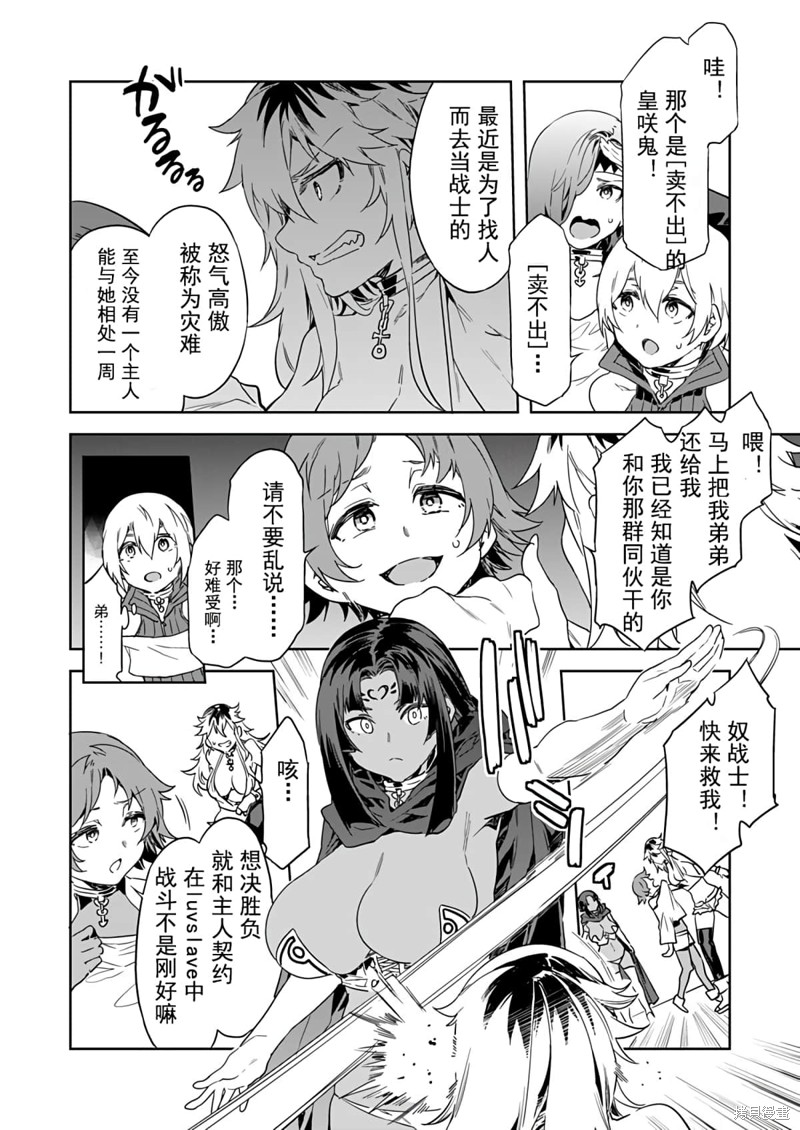 哇！
那个是[卖不出]的
皇咲鬼！
[卖不出]…
最近是为了找人
而去当战士的
がるるるる
怒气高傲
被称为灾难
至今没有一个主人
能与她相处一周
喂！
马上把我弟弟
还给我
我已经知道是你
和你那群同伙干的
请不要乱说……
那个…
好难受啊…
弟……！
奴战士！
快来救我！
咳…
想决胜负
就和主人契约
在luvslave中
战斗不是刚好嘛
拷贝漫畫